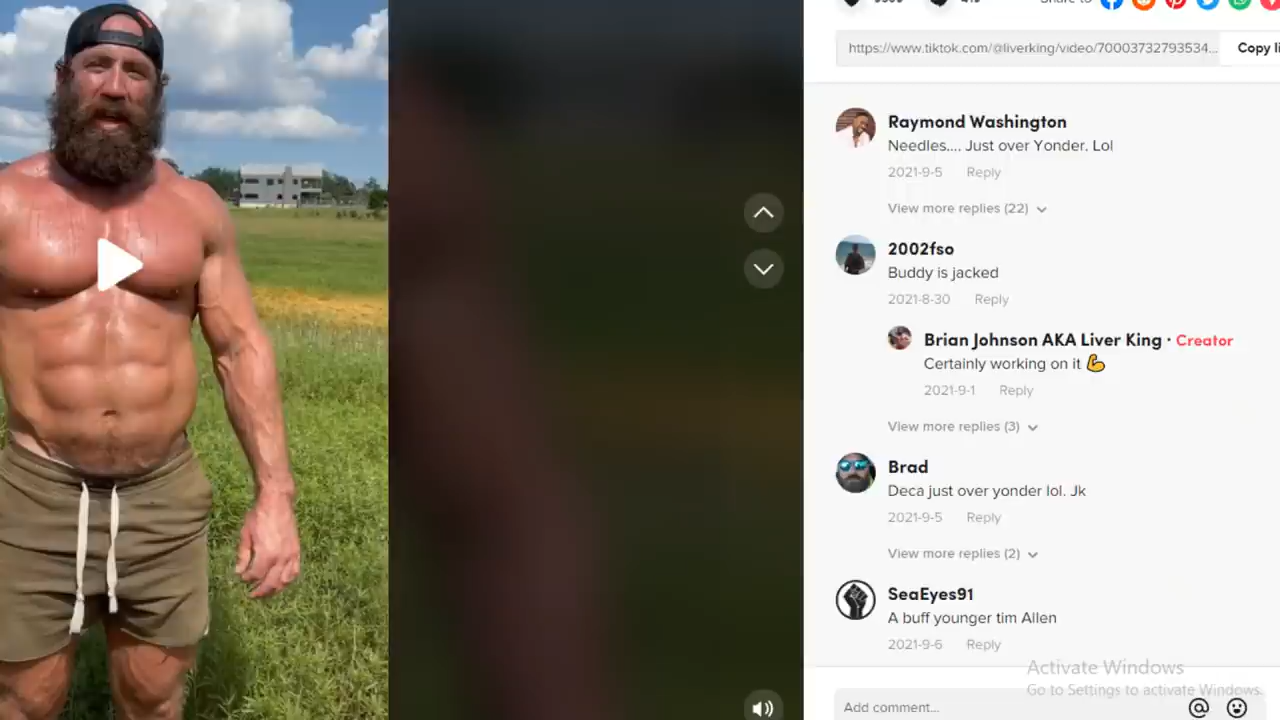 Share to
https://www.tiktok.com/@liverking/video/70003732793534...
Copy li
Raymond Washington
Needles.... Just over Yonder. Lol
2021-9-5 Reply
View more replies (22)
2002fso
Buddy is jacked
2021-8-30 Reply
Brian Johnson AKA Liver King · Creator
Certainly working on it 💪
2021-9-1 Reply
View more replies (3)
Brad
Deca just over yonder lol. Jk
2021-9-5 Reply
View more replies (2)
SeaEyes91
A buff younger tim Allen
2021-9-6 Reply
Activate Windows
Go to Settings to activate Windows.
Add comment...